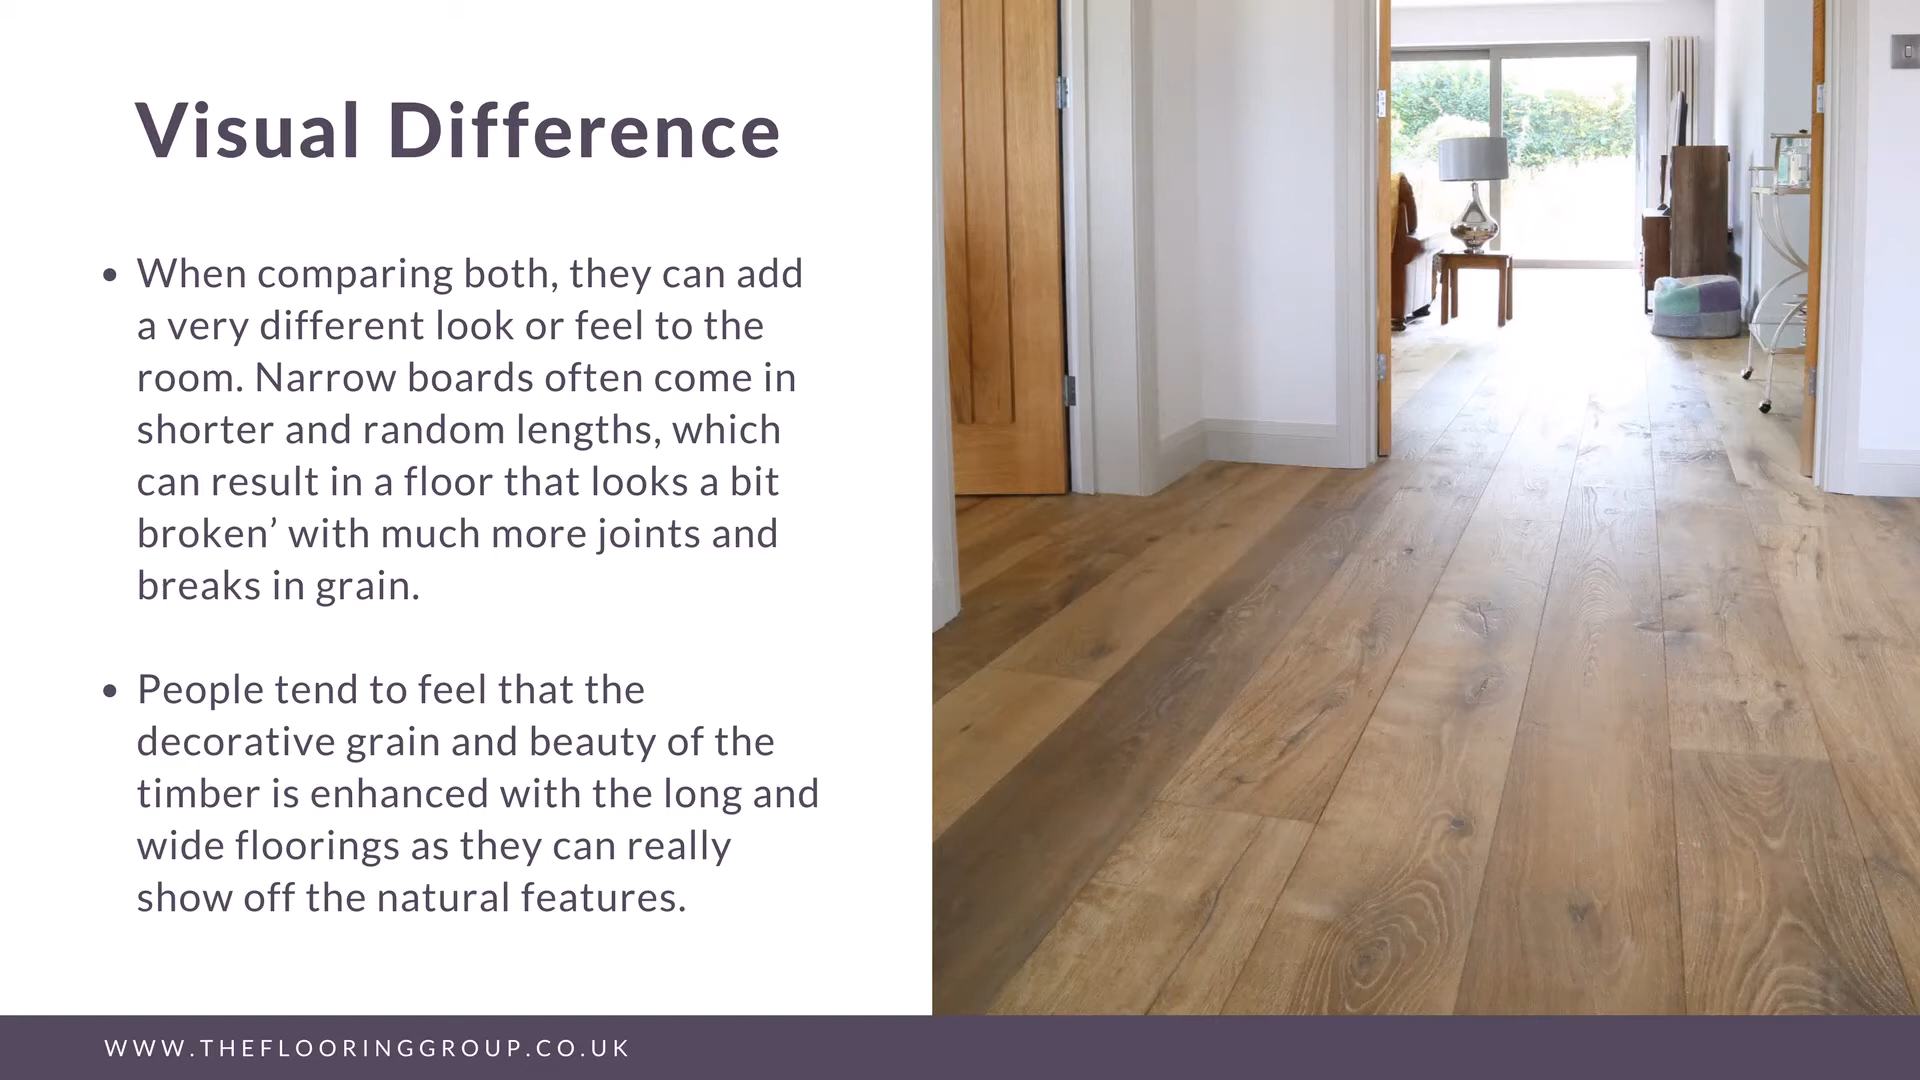 Visual Difference
• When comparing both, they can add
a very different look or feel to the
room. Narrow boards often come in
shorter and random lengths, which
can result in a floor that looks a bit
broken’ with much more joints and
breaks in grain.
• People tend to feel that the
decorative grain and beauty of the
timber is enhanced with the long and
wide floorings as they can really
show off the natural features.
WWW.THEFLOORINGGROUP.CO.UK